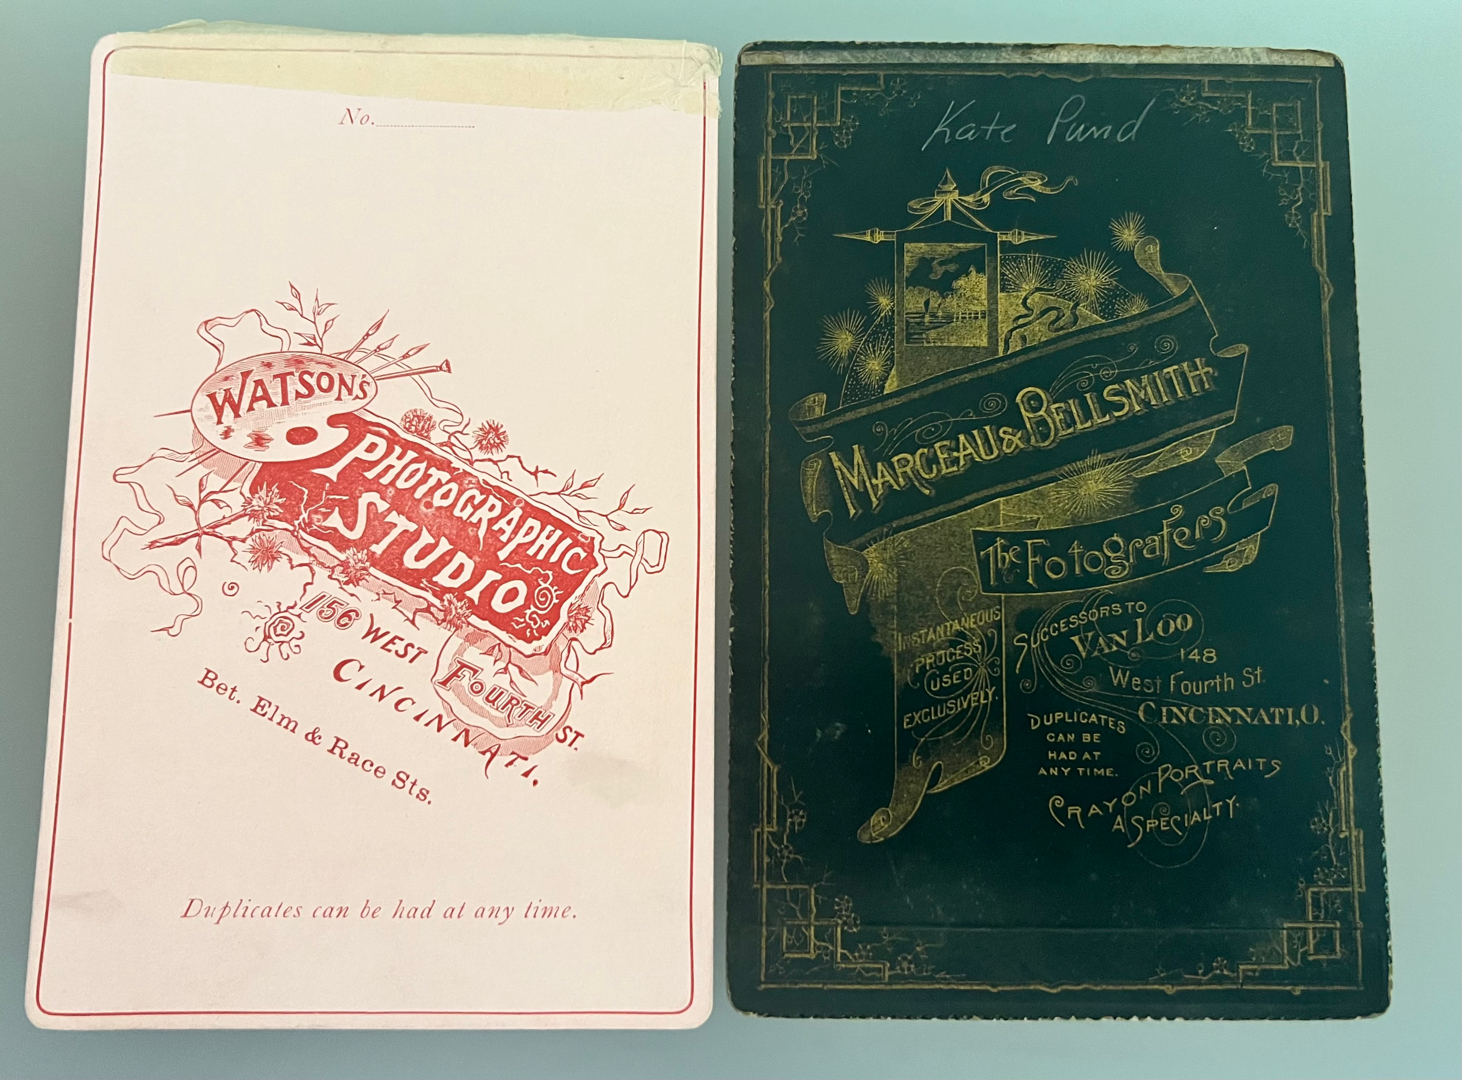 No.
WATSON'S
PHOTOGRAPHIC
STUDIO
156 WEST
FOURTH ST.
CINCINNATI.
Bet. Elm & Race Sts.
Duplicates can be had at any time.
Kate Pund
MARCEAU & BELLSMITH
The Fotografers
INSTANTANEOUS
PROCESS
USED
EXCLUSIVELY.
SUCCESSORS TO
VAN LOO
148
West Fourth St.
CINCINNATI, O.
DUPLICATES
CAN BE
HAD AT
ANY TIME.
CRAYON PORTRAITS
A SPECIALTY.